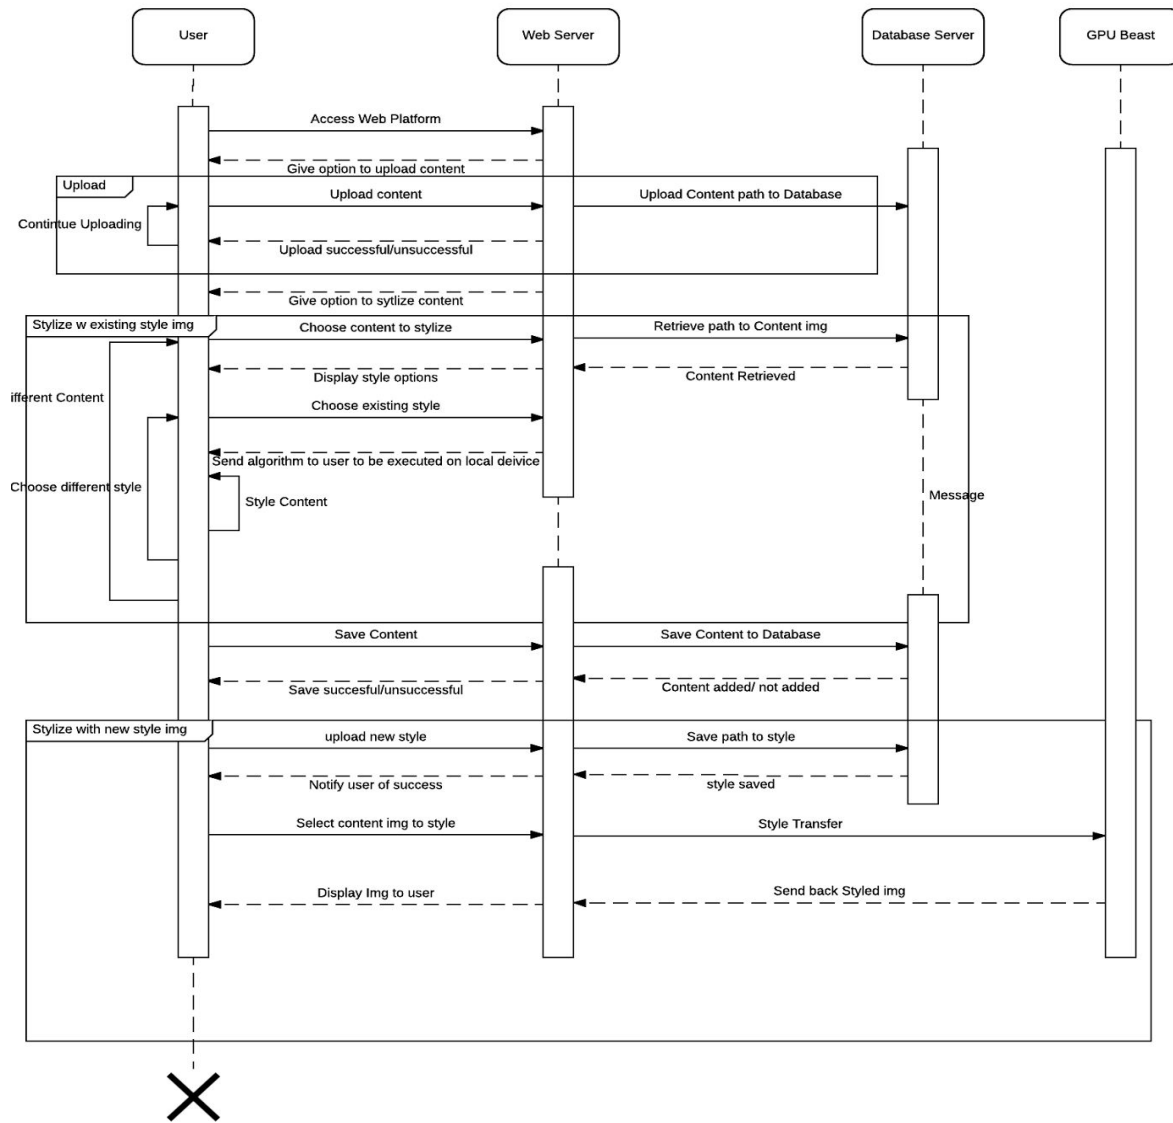 User
Web Server
Database Server
GPU Beast
Access Web Platform
Give option to upload content
Upload
Upload content
Upload Content path to Database
Contintue Uploading
Upload successful/unsuccessful
Give option to sytlize content
Stylize w existing style img
Choose content to stylize
Retrieve path to Content img
Display style options
Content Retrieved
ifferent Content
Choose existing style
Send algorithm to user to be executed on local deivice
Choose different style
Style Content
Message
Save Content
Save Content to Database
Save succesful/unsuccessful
Content added/ not added
Stylize with new style img
upload new style
Save path to style
Notify user of success
style saved
Select content img to style
Style Transfer
Display Img to user
Send back Styled img